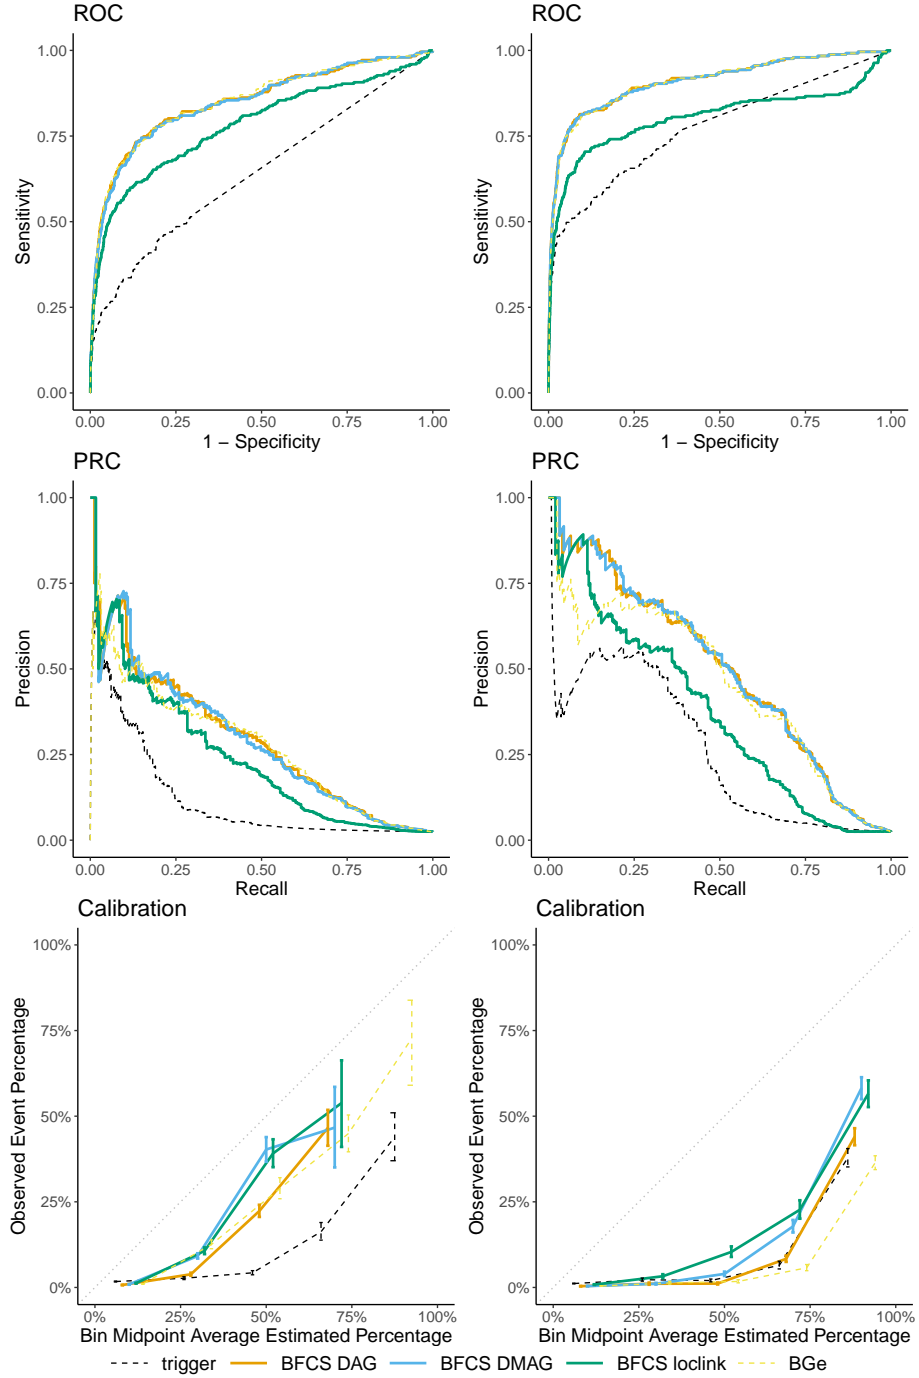 ROC
1.00
0.75
0.50
0.25
0.00
Sensitivity
0.00 0.25 0.50 0.75 1.00
1 − Specificity
ROC
1.00
0.75
0.50
0.25
0.00
Sensitivity
0.00 0.25 0.50 0.75 1.00
1 − Specificity
PRC
1.00
0.75
0.50
0.25
0.00
Precision
0.00 0.25 0.50 0.75 1.00
Recall
PRC
1.00
0.75
0.50
0.25
0.00
Precision
0.00 0.25 0.50 0.75 1.00
Recall
Calibration
100%
75%
50%
25%
0%
Observed Event Percentage
0% 25% 50% 75% 100%
Bin Midpoint Average Estimated Percentage
Calibration
100%
75%
50%
25%
0%
Observed Event Percentage
0% 25% 50% 75% 100%
Bin Midpoint Average Estimated Percentage
trigger BFCS DAG BFCS DMAG BFCS loclink BGe